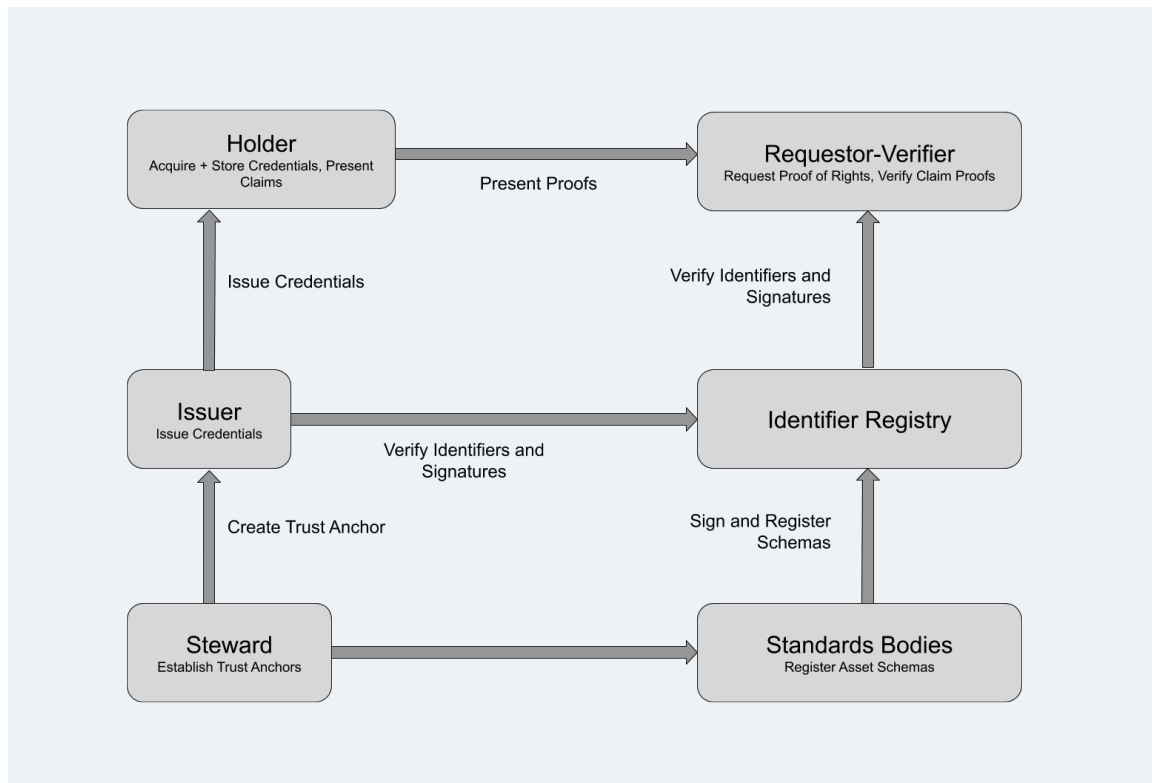 Holder
Acquire + Store Credentials, Present
Claims
Requestor-Verifier
Request Proof of Rights, Verify Claim Proofs
Present Proofs
Issue Credentials
Verify Identifiers and
Signatures
Issuer
Issue Credentials
Identifier Registry
Verify Identifiers and
Signatures
Create Trust Anchor
Sign and Register
Schemas
Steward
Establish Trust Anchors
Standards Bodies
Register Asset Schemas